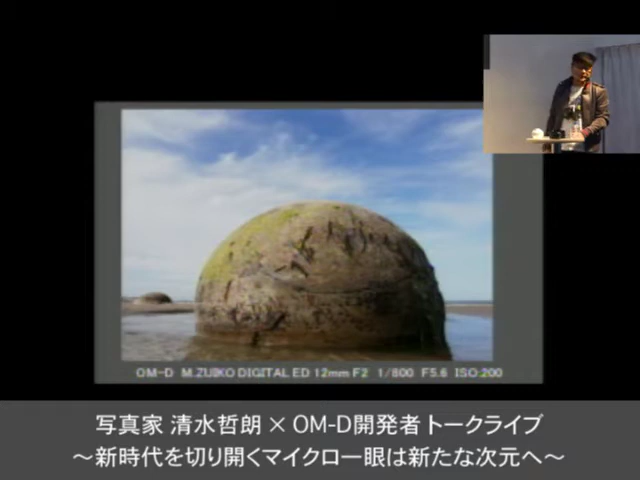 OM-D M.ZUIKO DIGITAL ED 12mm F2 1/800 F5.6 ISO:200
写真家 清水哲朗 × OM-D開発者 トークライブ
～新時代を切り開くマイクロ一眼は新たな次元へ～